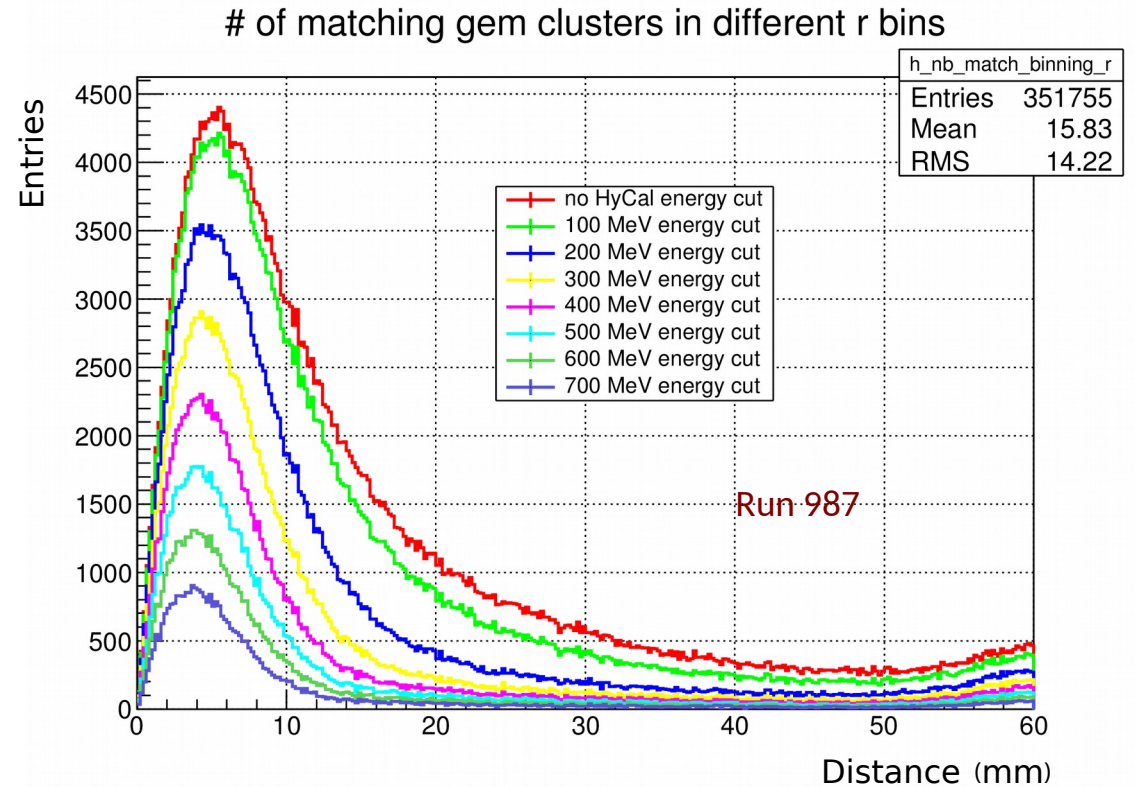 # of matching gem clusters in different r bins
h_nb_match_binning_r
Entries 351755
Mean 15.83
RMS 14.22
Entries
4500
4000
3500
3000
2500
2000
1500
1000
500
0
no HyCal energy cut
100 MeV energy cut
200 MeV energy cut
300 MeV energy cut
400 MeV energy cut
500 MeV energy cut
600 MeV energy cut
700 MeV energy cut
Run 987
0 10 20 30 40 50 60
Distance (mm)